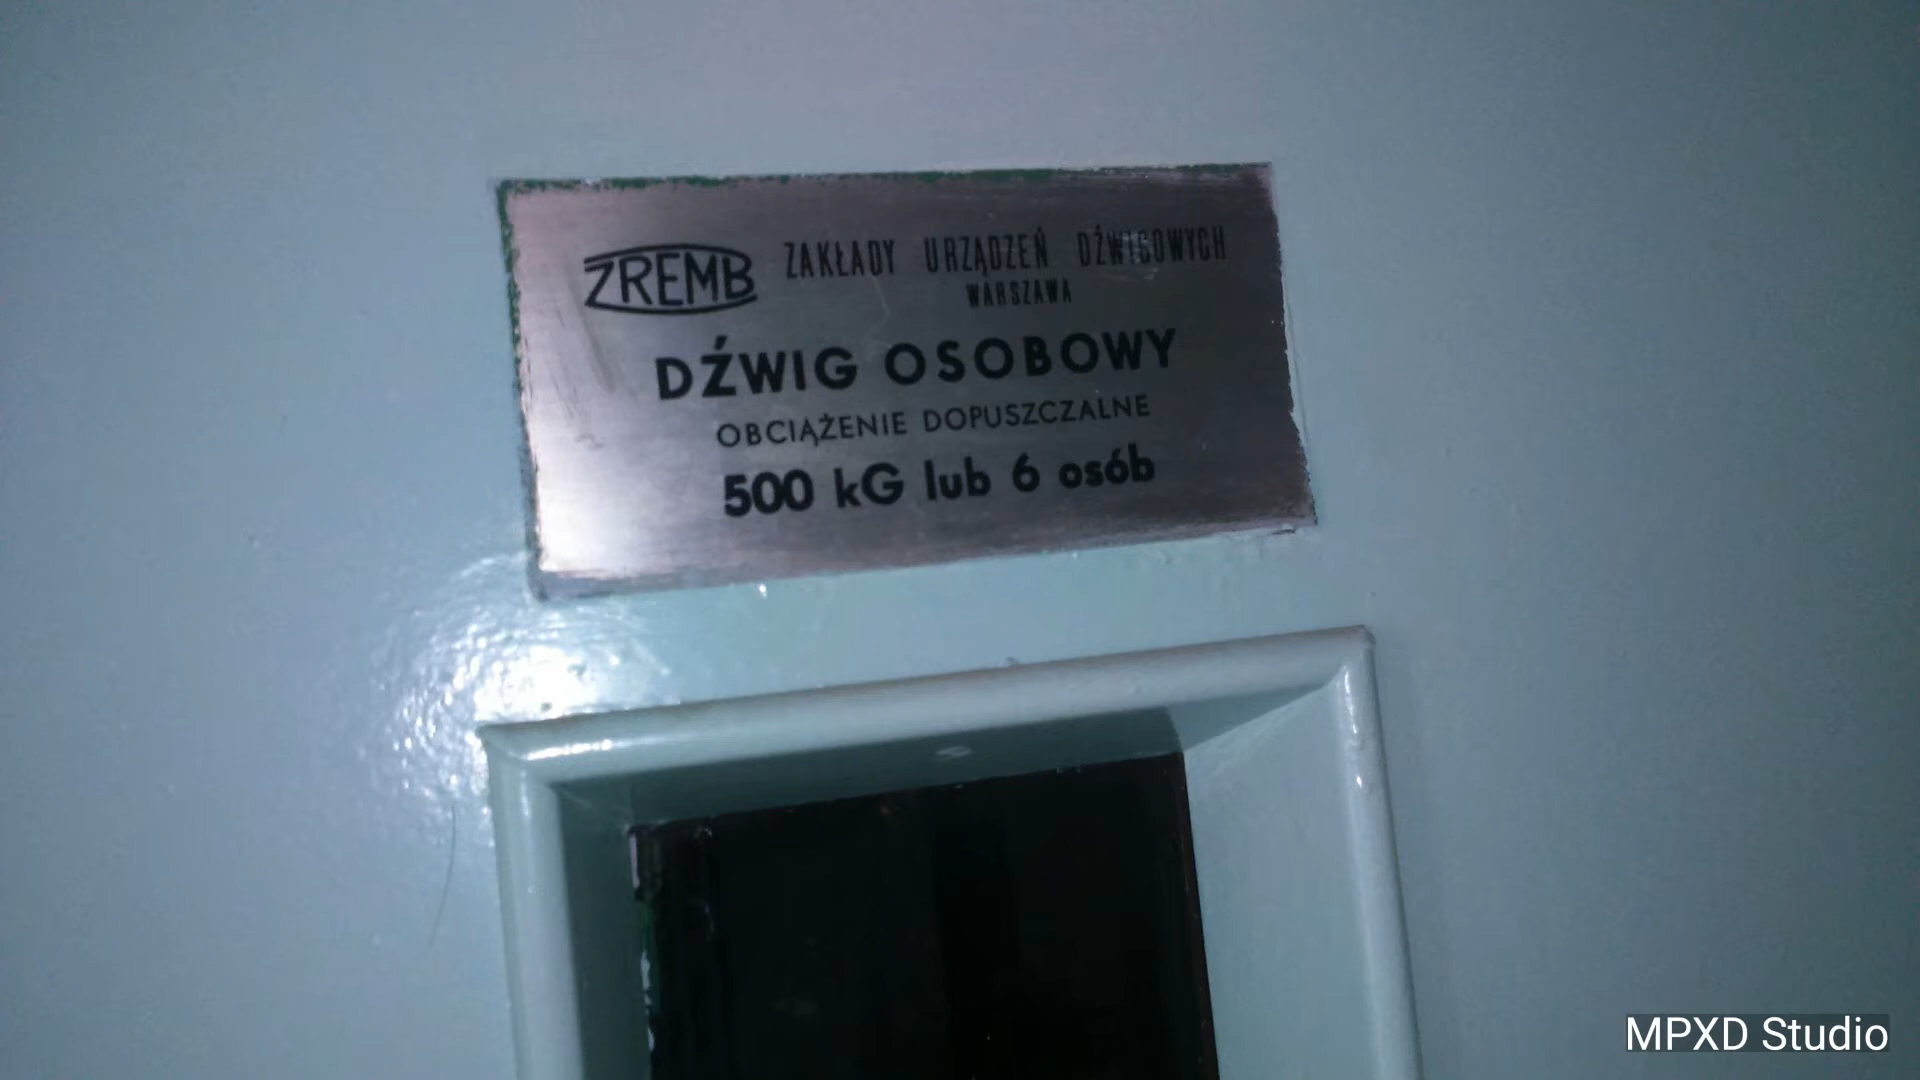 ZREMB
ZAKŁADY URZĄDZEŃ DŹWIGOWYCH
WARSZAWA
DŹWIG OSOBOWY
OBCIĄŻENIE DOPUSZCZALNE
500 kG lub 6 osób
MPXD Studio